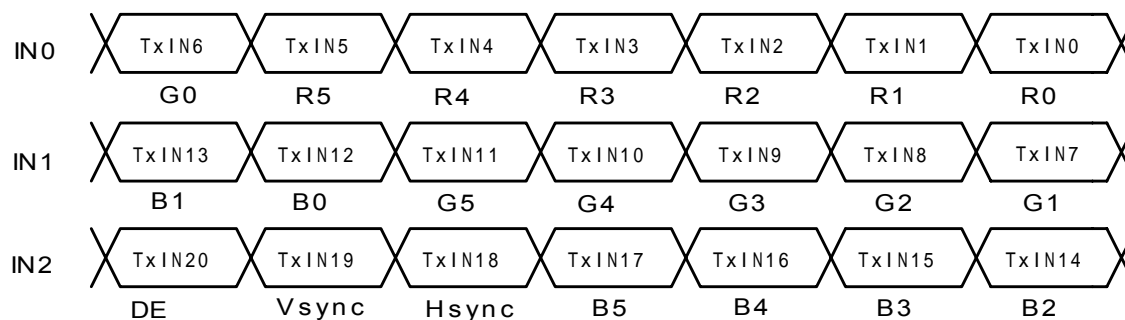 IN0 TxIN6 TxIN5 TxIN4 TxIN3 TxIN2 TxIN1 TxIN0
G0 R5 R4 R3 R2 R1 R0
IN1 TxIN13 TxIN12 TxIN11 TxIN10 TxIN9 TxIN8 TxIN7
B1 B0 G5 G4 G3 G2 G1
IN2 TxIN20 TxIN19 TxIN18 TxIN17 TxIN16 TxIN15 TxIN14
DE Vsync Hsync B5 B4 B3 B2